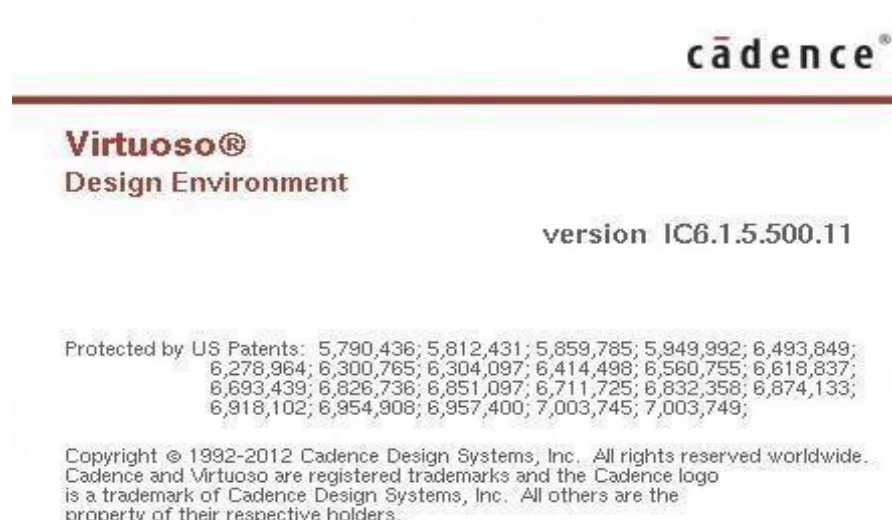 cādence®
Virtuoso®
Design Environment
version IC6.1.5.500.11
Protected by US Patents: 5,790,436; 5,812,431; 5,859,785; 5,949,992; 6,493,849;
6,278,964; 6,300,765; 6,304,097; 6,414,498; 6,560,755; 6,618,837;
6,693,439; 6,826,736; 6,851,097; 6,711,725; 6,832,358; 6,874,133;
6,918,102; 6,954,908; 6,957,400; 7,003,745; 7,003,749;
Copyright © 1992-2012 Cadence Design Systems, Inc. All rights reserved worldwide.
Cadence and Virtuoso are registered trademarks and the Cadence logo
is a trademark of Cadence Design Systems, Inc. All others are the
property of their respective holders.